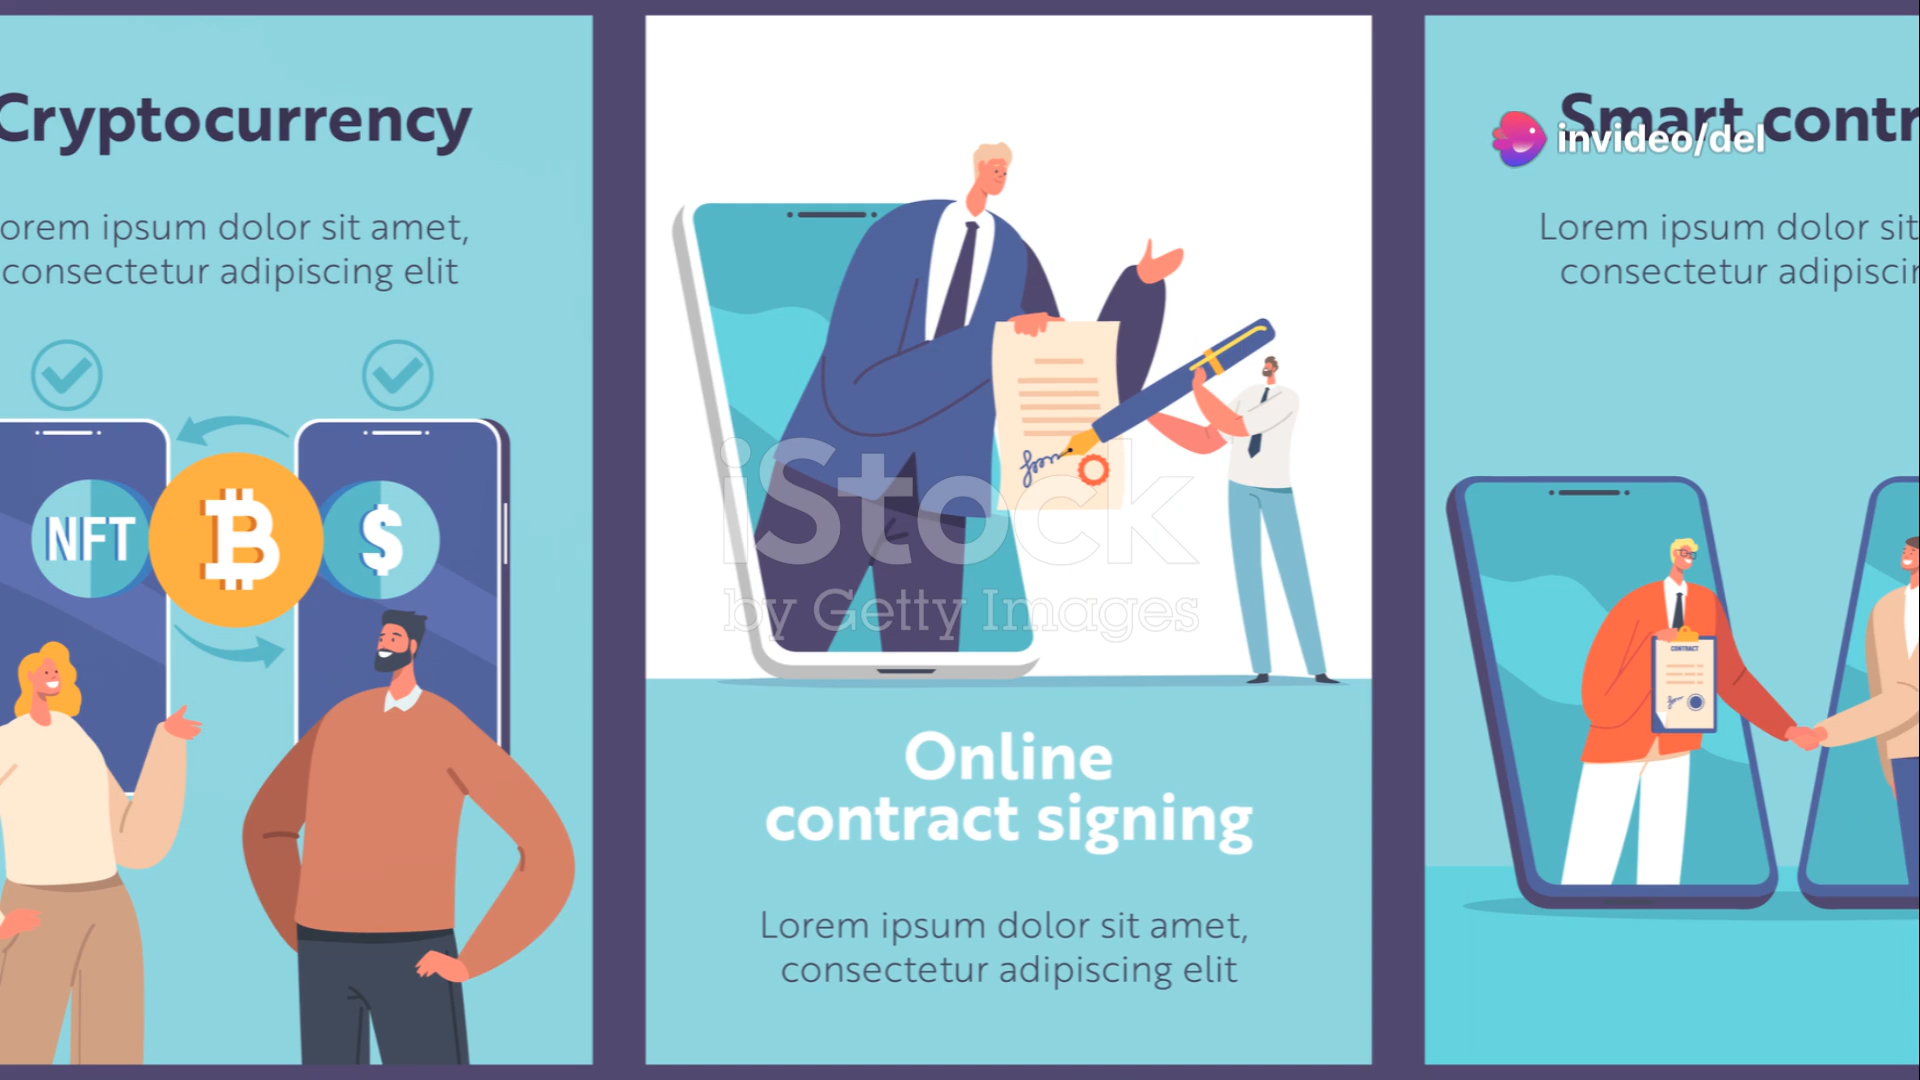 Cryptocurrency
orem ipsum dolor sit amet,
consectetur adipiscing elit
NFT
$
iStock
by Getty Images
Online
contract signing
Lorem ipsum dolor sit amet,
consectetur adipiscing elit
Smart contr
invideo/del
Lorem ipsum dolor sit
consectetur adipiscin
CONTRACT